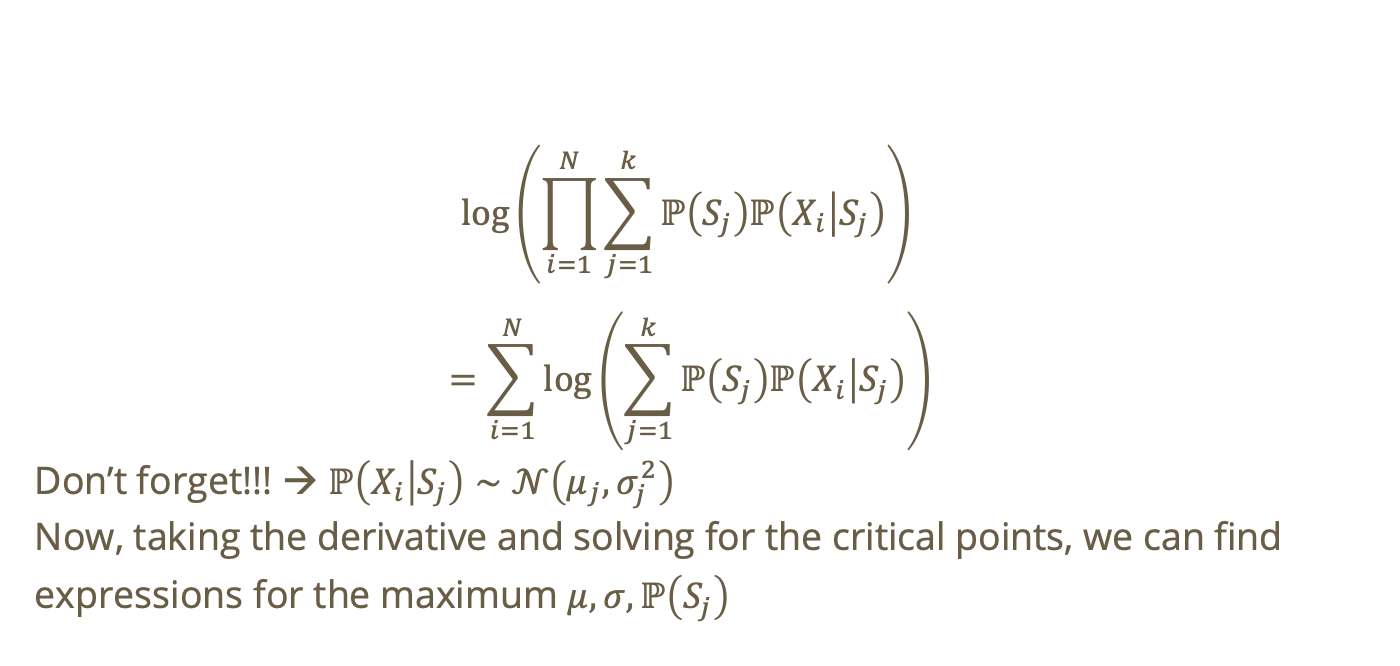 log(∏_{i=1}^{N} ∑_{j=1}^{k} ℙ(S_j)ℙ(X_i|S_j))
= ∑_{i=1}^{N} log(∑_{j=1}^{k} ℙ(S_j)ℙ(X_i|S_j))
Don’t forget!!! → ℙ(X_i|S_j) ~ 𝒩(μ_j, σ_j^2)
Now, taking the derivative and solving for the critical points, we can find
expressions for the maximum μ, σ, ℙ(S_j)